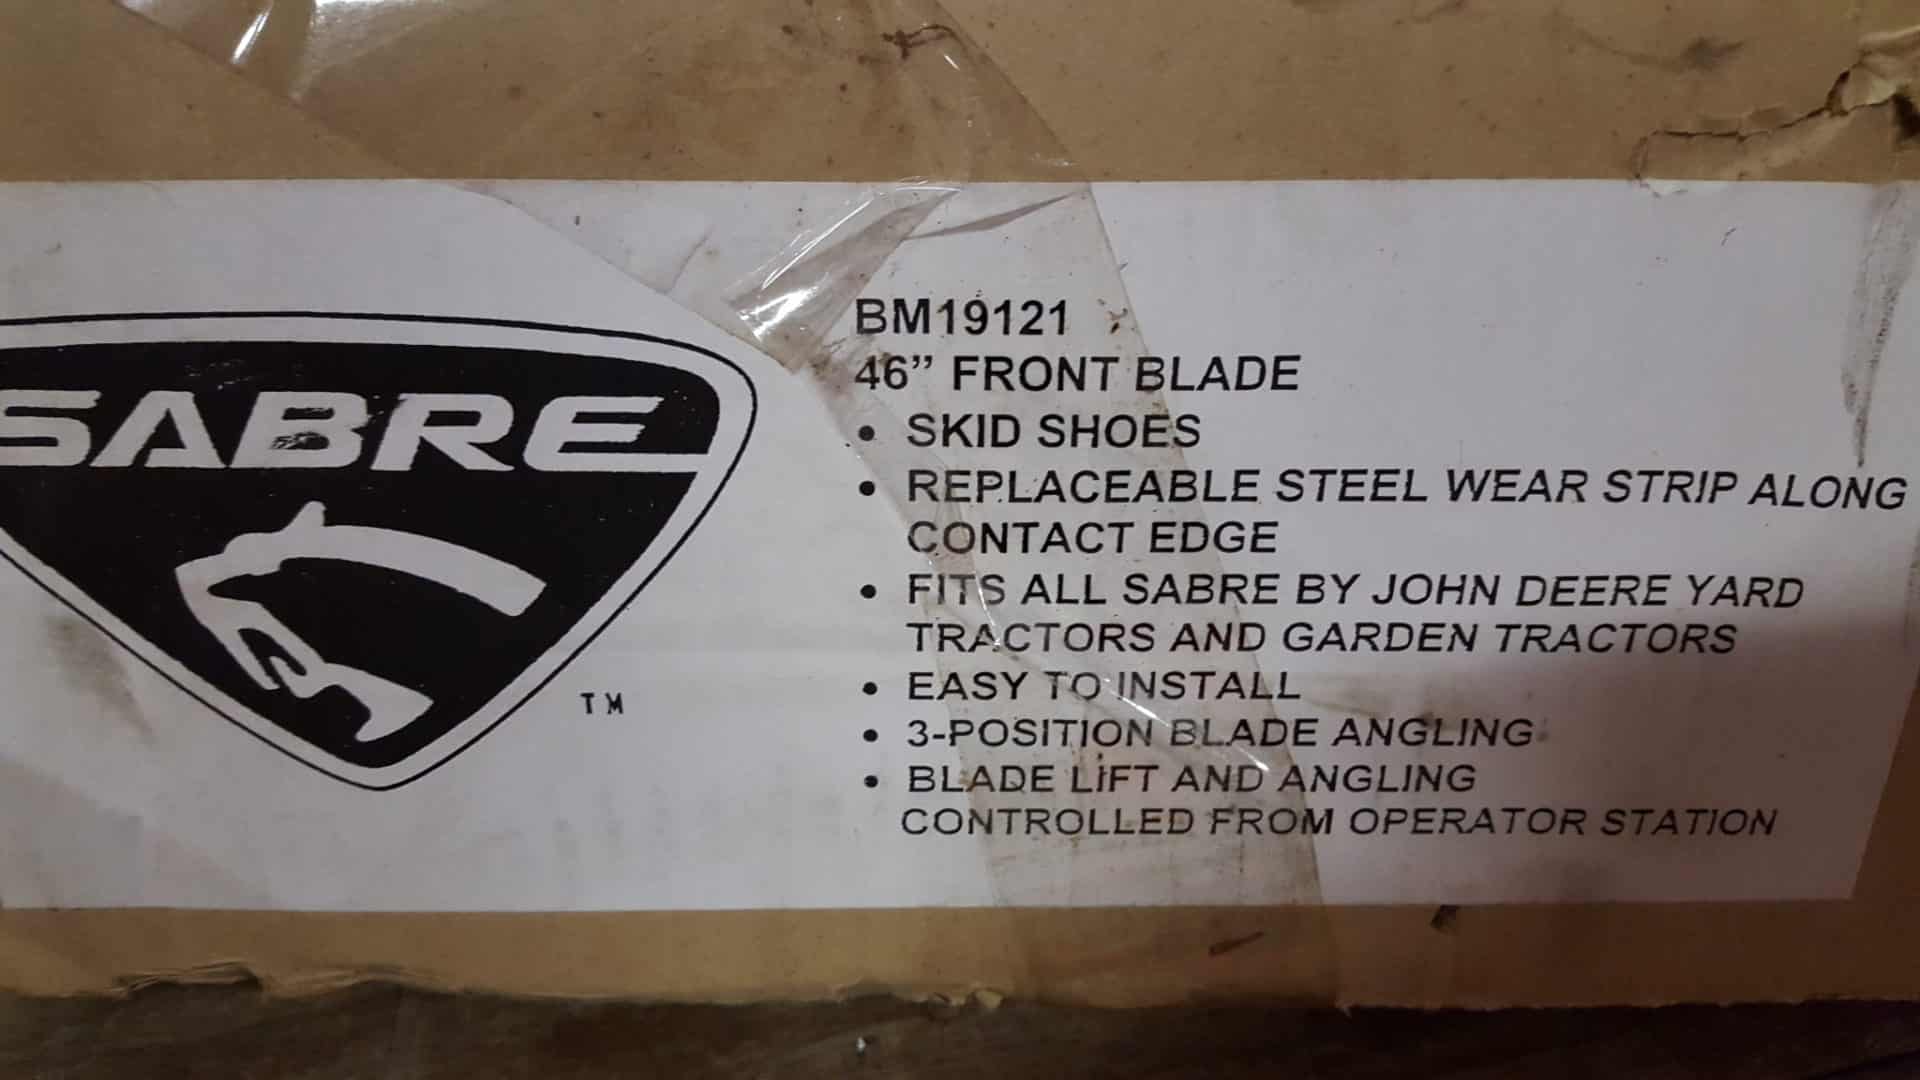 SABRE
TM
BM19121
46” FRONT BLADE
• SKID SHOES
• REPLACEABLE STEEL WEAR STRIP ALONG
CONTACT EDGE
• FITS ALL SABRE BY JOHN DEERE YARD
TRACTORS AND GARDEN TRACTORS
• EASY TO INSTALL
• 3-POSITION BLADE ANGLING
• BLADE LIFT AND ANGLING
CONTROLLED FROM OPERATOR STATION